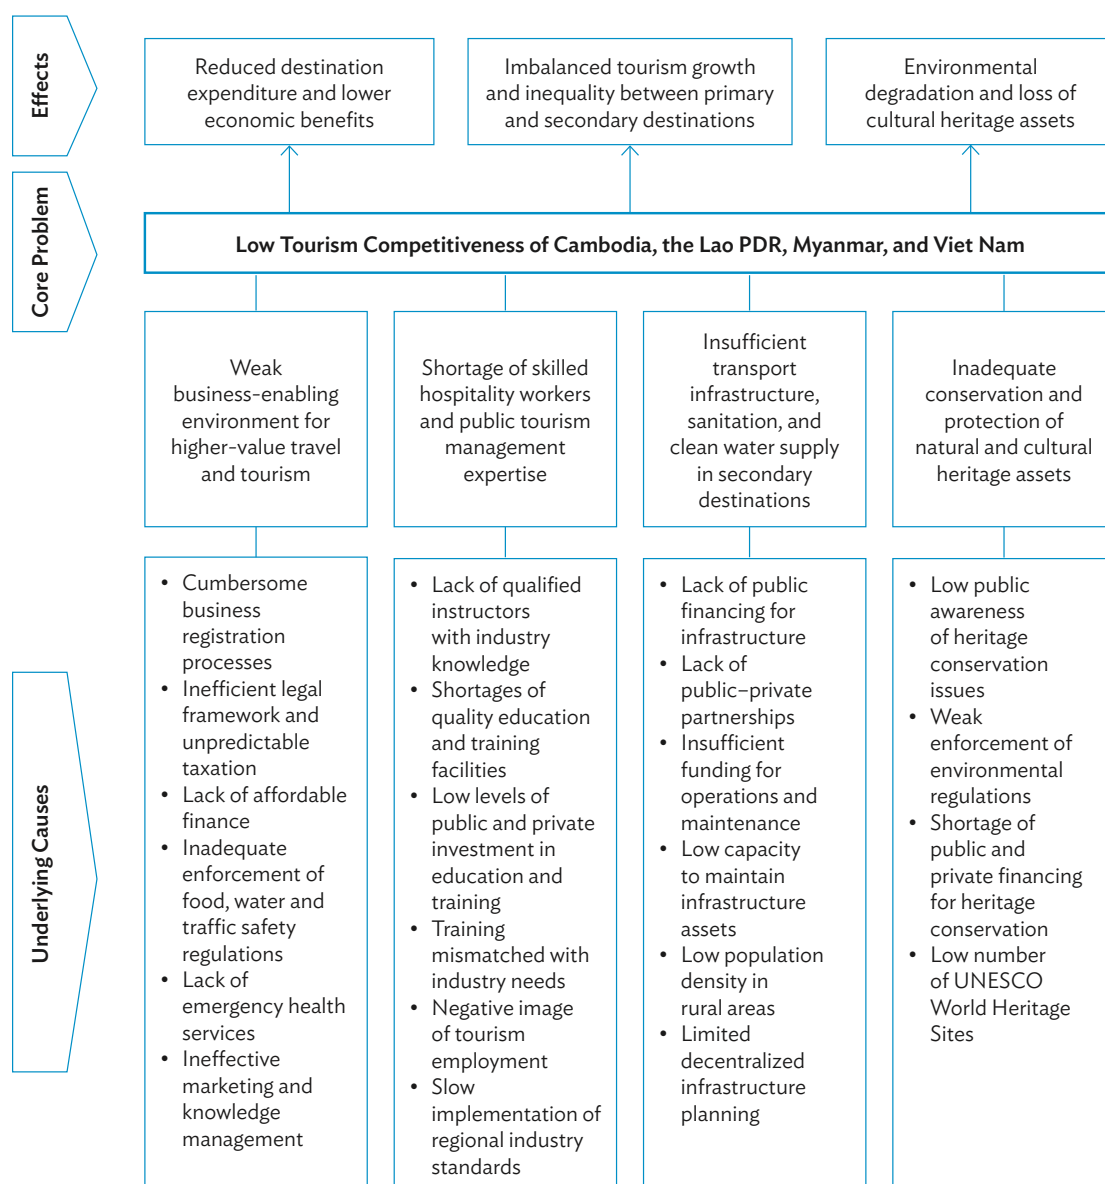 Effects
Reduced destination
expenditure and lower
economic benefits
Imbalanced tourism growth
and inequality between primary
and secondary destinations
Environmental
degradation and loss of
cultural heritage assets
Core Problem
Low Tourism Competitiveness of Cambodia, the Lao PDR, Myanmar, and Viet Nam
Weak
business-enabling
environment for
higher-value travel
and tourism
Shortage of skilled
hospitality workers
and public tourism
management
expertise
Insufficient
transport
infrastructure,
sanitation, and
clean water supply
in secondary
destinations
Inadequate
conservation and
protection of
natural and cultural
heritage assets
Underlying Causes
• Cumbersome
business
registration
processes
• Inefficient legal
framework and
unpredictable
taxation
• Lack of affordable
finance
• Inadequate
enforcement of
food, water and
traffic safety
regulations
• Lack of
emergency health
services
• Ineffective
marketing and
knowledge
management
• Lack of qualified
instructors
with industry
knowledge
• Shortages of
quality education
and training
facilities
• Low levels of
public and private
investment in
education and
training
• Training
mismatched with
industry needs
• Negative image
of tourism
employment
• Slow
implementation of
regional industry
standards
• Lack of public
financing for
infrastructure
• Lack of
public–private
partnerships
• Insufficient
funding for
operations and
maintenance
• Low capacity
to maintain
infrastructure
assets
• Low population
density in
rural areas
• Limited
decentralized
infrastructure
planning
• Low public
awareness
of heritage
conservation
issues
• Weak
enforcement of
environmental
regulations
• Shortage of
public and
private financing
for heritage
conservation
• Low number
of UNESCO
World Heritage
Sites